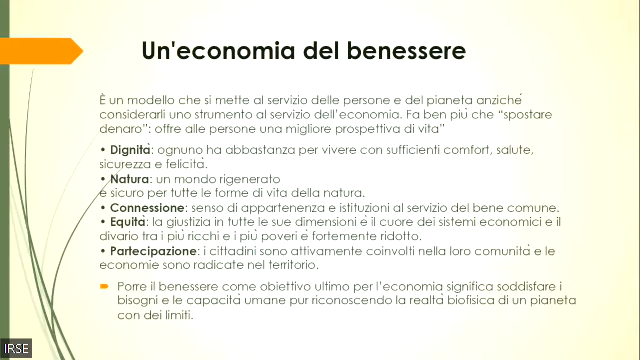 Un'economia del benessere
È un modello che si mette al servizio delle persone e del pianeta anziché
considerarli uno strumento al servizio dell'economia. Fa ben più che "spostare
denaro": offre alle persone una migliore prospettiva di vita"
• Dignità: ognuno ha abbastanza per vivere con sufficienti comfort, salute,
sicurezza e felicità.
• Natura: un mondo rigenerato
e sicuro per tutte le forme di vita della natura.
• Connessione: senso di appartenenza e istituzioni al servizio del bene comune.
• Equità: la giustizia in tutte le sue dimensioni è il cuore dei sistemi economici e il
divario tra i più ricchi e i più poveri è fortemente ridotto.
• Partecipazione: i cittadini sono attivamente coinvolti nella loro comunità e le
economie sono radicate nel territorio.
Porre il benessere come obiettivo ultimo per l'economia significa soddisfare i
bisogni e le capacità umane pur riconoscendo la realtà biofisica di un pianeta
con dei limiti.
IRSE